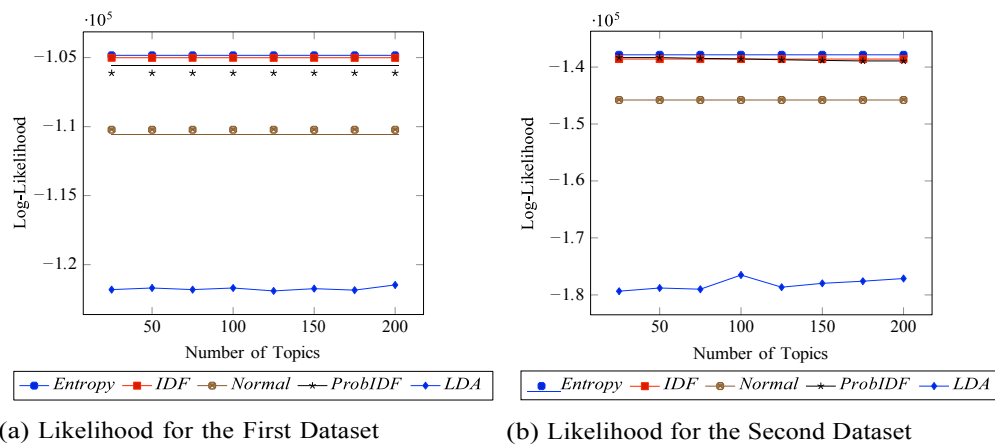 ·10⁵
−1.05
−1.1
−1.15
−1.2
Log-Likelihood
50 100 150 200
Number of Topics
Entropy IDF Normal ProbIDF LDA
(a) Likelihood for the First Dataset
·10⁵
−1.4
−1.5
−1.6
−1.7
−1.8
Log-Likelihood
50 100 150 200
Number of Topics
Entropy IDF Normal ProbIDF LDA
(b) Likelihood for the Second Dataset